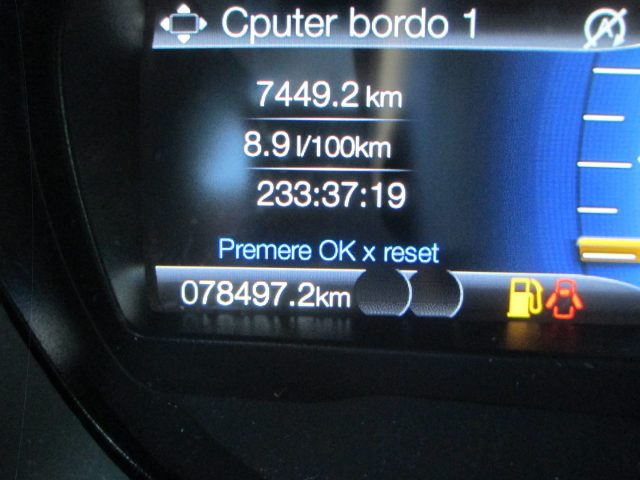 Cputer bordo 1
7449.2 km
8.9 l/100km
233:37:19
Premere OK x reset
078497.2km